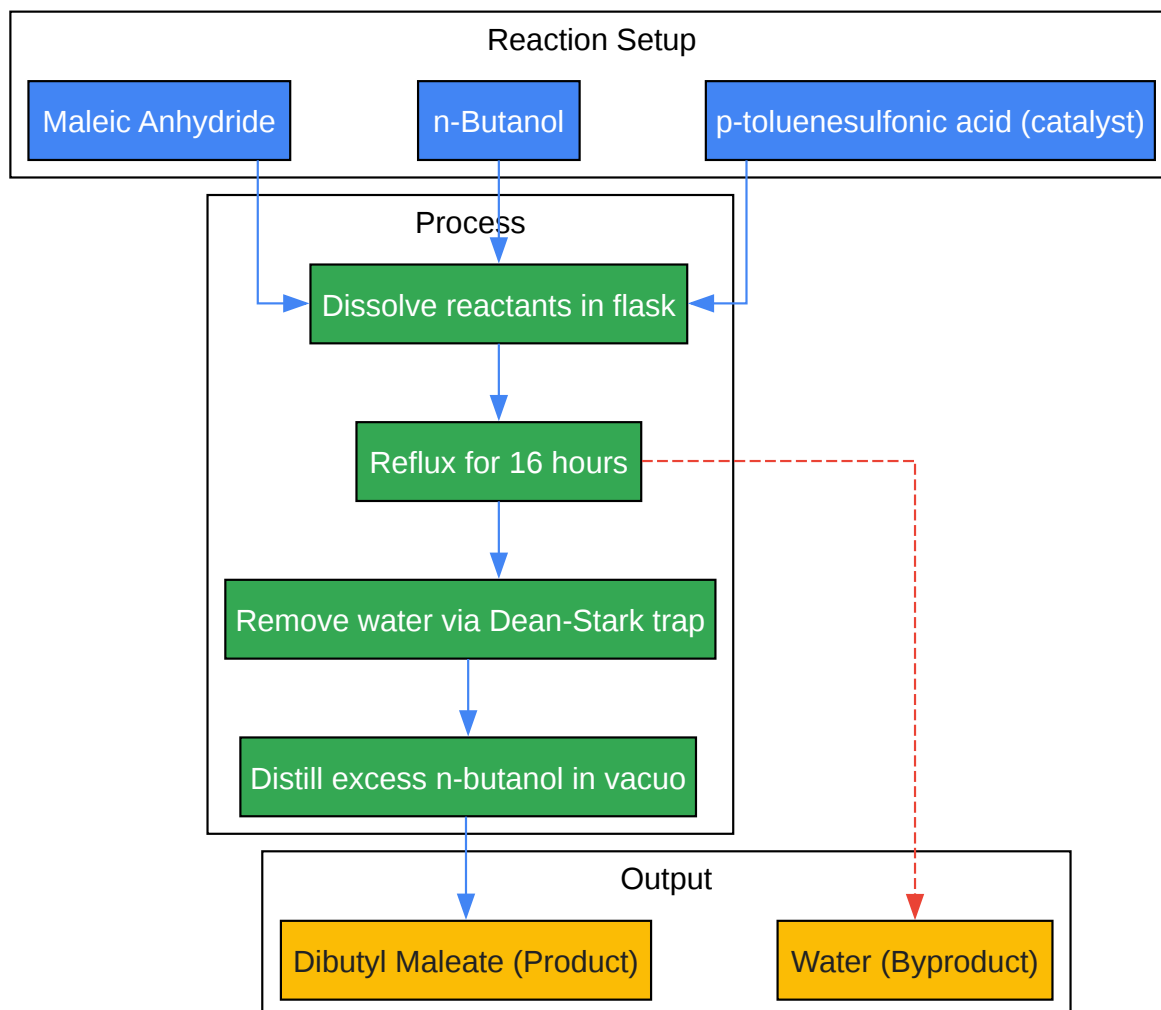 Reaction Setup
Maleic Anhydride
n-Butanol
p-toluenesulfonic acid (catalyst)
Process
Dissolve reactants in flask
Reflux for 16 hours
Remove water via Dean-Stark trap
Distill excess n-butanol in vacuo
Output
Dibutyl Maleate (Product)
Water (Byproduct)